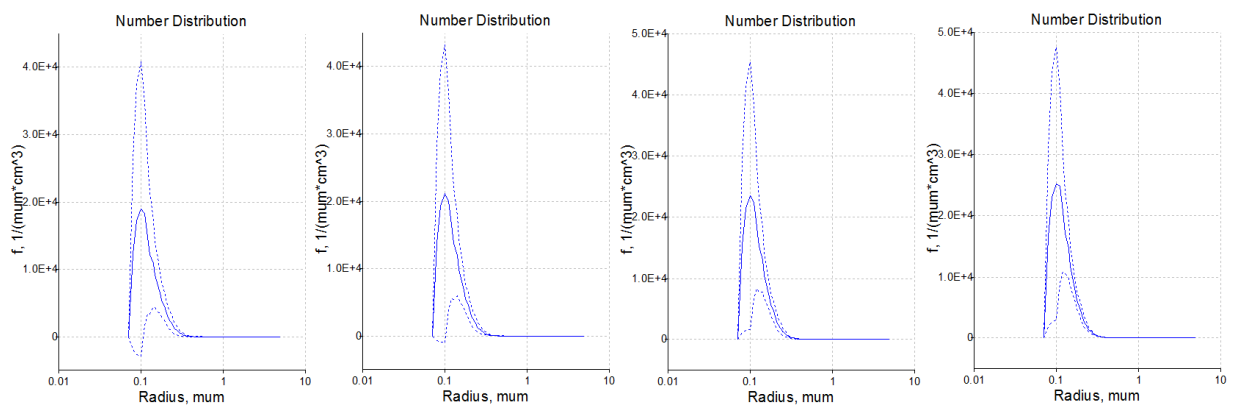 Number Distribution
f, 1/(mum*cm^3)
4.0E+4
3.0E+4
2.0E+4
1.0E+4
0
0.01
0.1
1
10
Radius, mum
Number Distribution
f, 1/(mum*cm^3)
4.0E+4
3.0E+4
2.0E+4
1.0E+4
0
0.01
0.1
1
10
Radius, mum
Number Distribution
f, 1/(mum*cm^3)
5.0E+4
4.0E+4
3.0E+4
2.0E+4
1.0E+4
0
0.01
0.1
1
10
Radius, mum
Number Distribution
f, 1/(mum*cm^3)
5.0E+4
4.0E+4
3.0E+4
2.0E+4
1.0E+4
0
0.01
0.1
1
10
Radius, mum